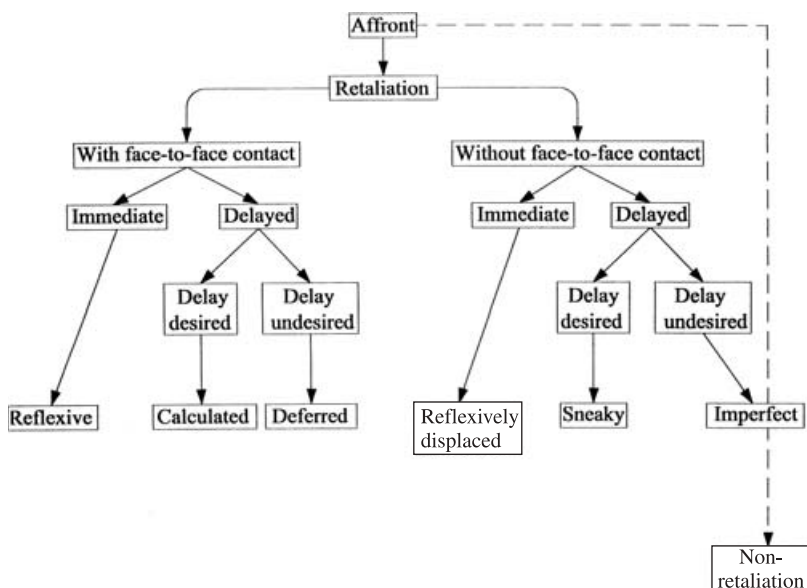 Affront
Retaliation
With face-to-face contact
Without face-to-face contact
Immediate
Delayed
Immediate
Delayed
Delay
desired
Delay
undesired
Delay
desired
Delay
undesired
Reflexive
Calculated
Deferred
Reflexively
displaced
Sneaky
Imperfect
Non-
retaliation